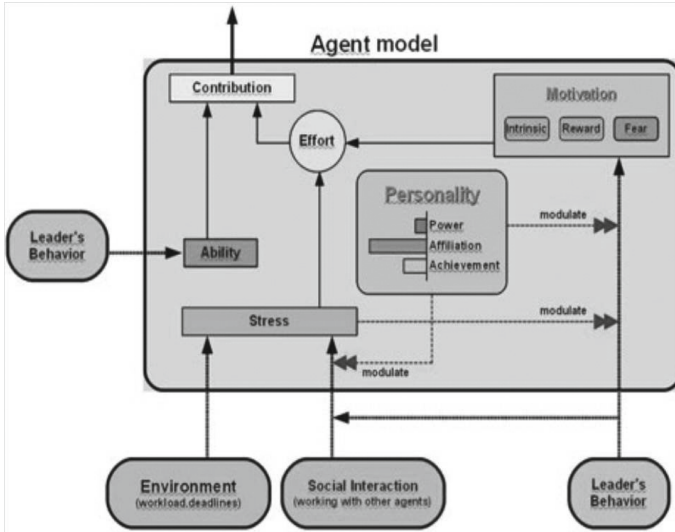 Agent model
Contribution
Motivation
Intrinsic
Reward
Fear
Effort
Personality
Power
Affiliation
Achievement
modulate
Leader's
Behavior
Ability
Stress
modulate
modulate
Environment
(workload,deadlines)
Social Interaction
(working with other agents)
Leader's
Behavior